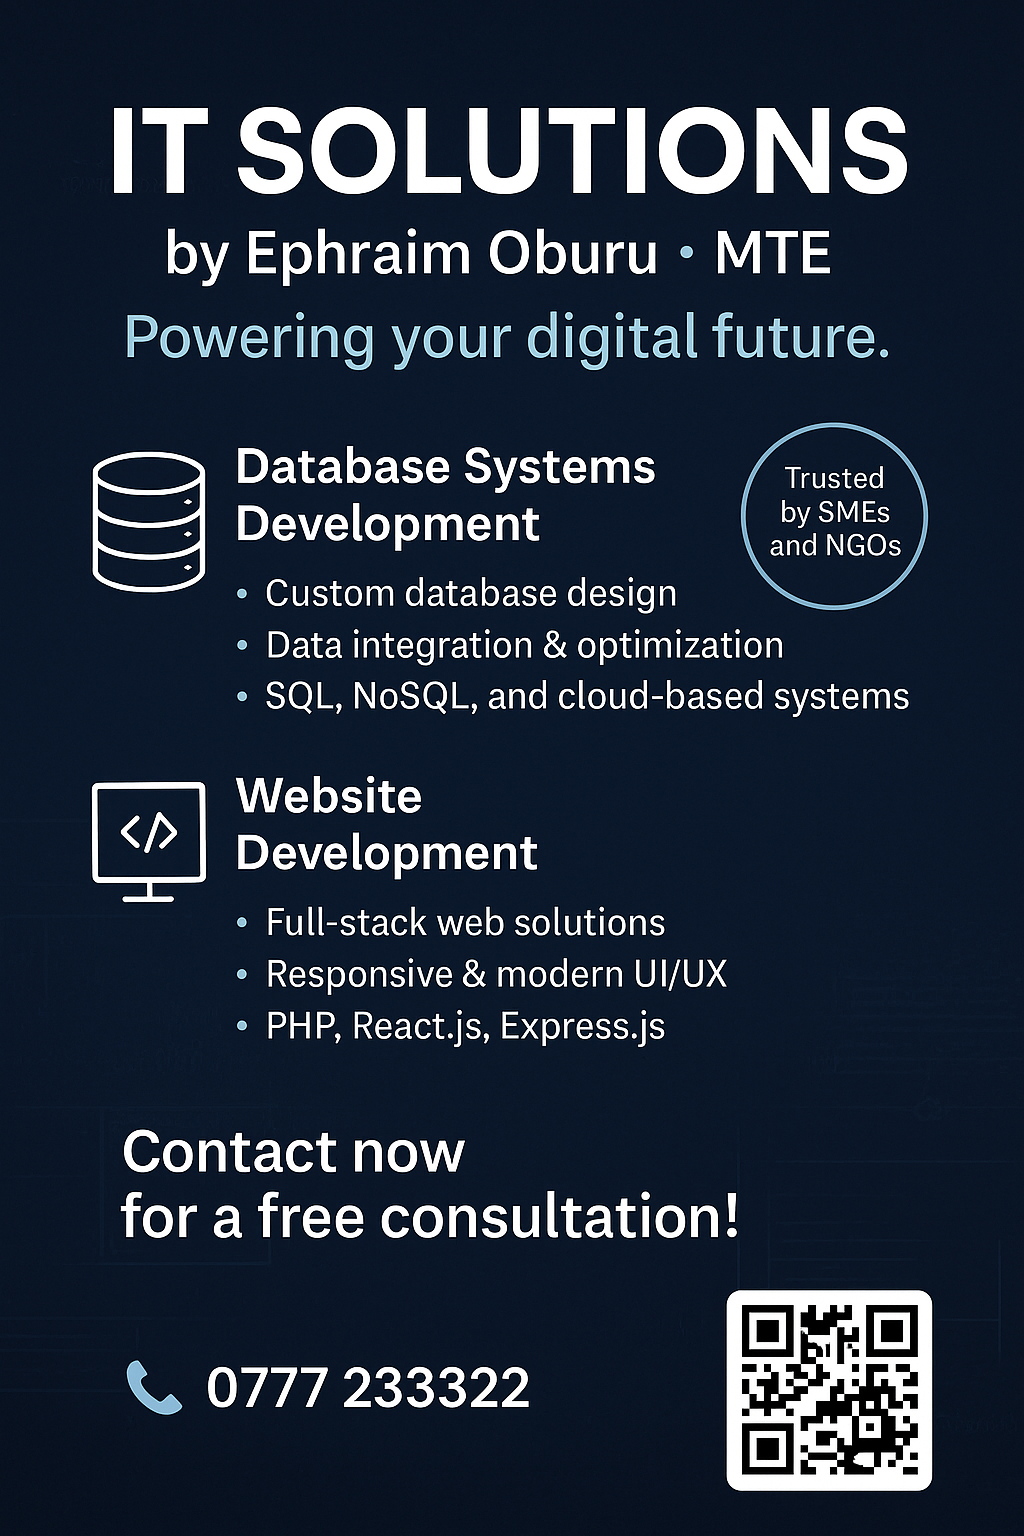 IT SOLUTIONS
by Ephraim Oburu • MTE
Powering your digital future.
Database Systems
Development
• Custom database design
• Data integration & optimization
• SQL, NoSQL, and cloud-based systems
Trusted
by SMEs
and NGOs
Website
Development
</>
• Full-stack web solutions
• Responsive & modern UI/UX
• PHP, React.js, Express.js
Contact now
for a free consultation!
0777 233322